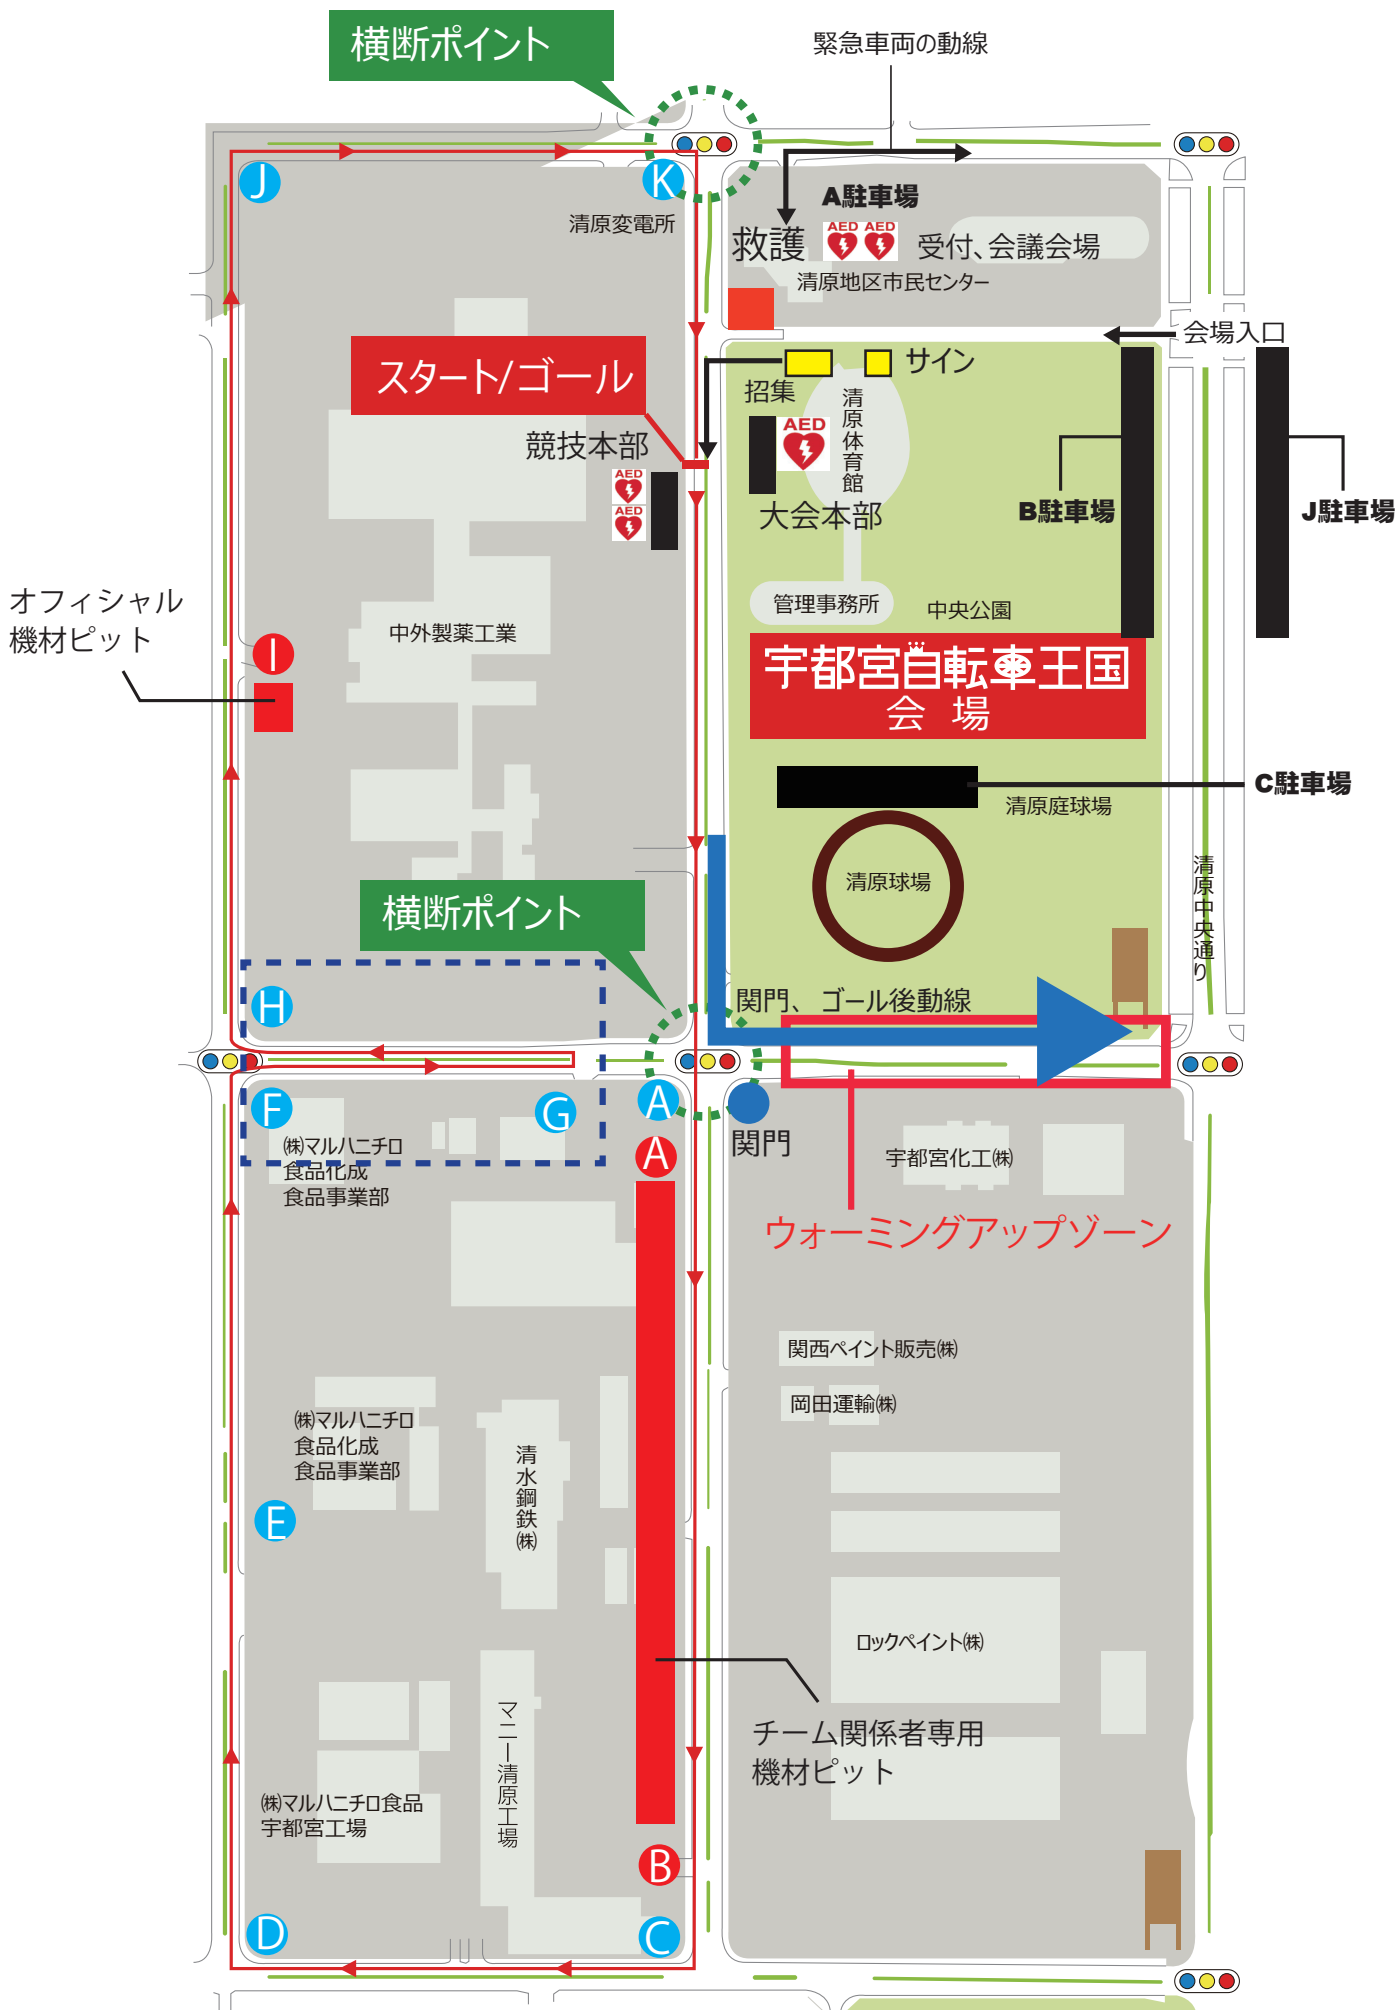 横断ポイント
緊急車両の動線
J
K
A駐車場
清原変電所
救護
AED AED
受付、会議会場
清原地区市民センター
会場入口
スタート/ゴール
サイン
招集
清原体育館
AED
競技本部
AED
AED
大会本部
B駐車場
J駐車場
オフィシャル
機材ピット
管理事務所
中央公園
中外製薬工業
I
宇都宮自転車王国
会 場
C駐車場
清原庭球場
清原球場
清原中央通り
横断ポイント
H
関門、ゴール後動線
F
G
A
関門
A
㈱マルハニチロ
食品化成
食品事業部
宇都宮化工㈱
ウォーミングアップゾーン
関西ペイント販売㈱
岡田運輸㈱
㈱マルハニチロ
食品化成
食品事業部
清水鋼鉄㈱
E
ロックペイント㈱
マニー清原工場
チーム関係者専用
機材ピット
㈱マルハニチロ食品
宇都宮工場
B
D
C